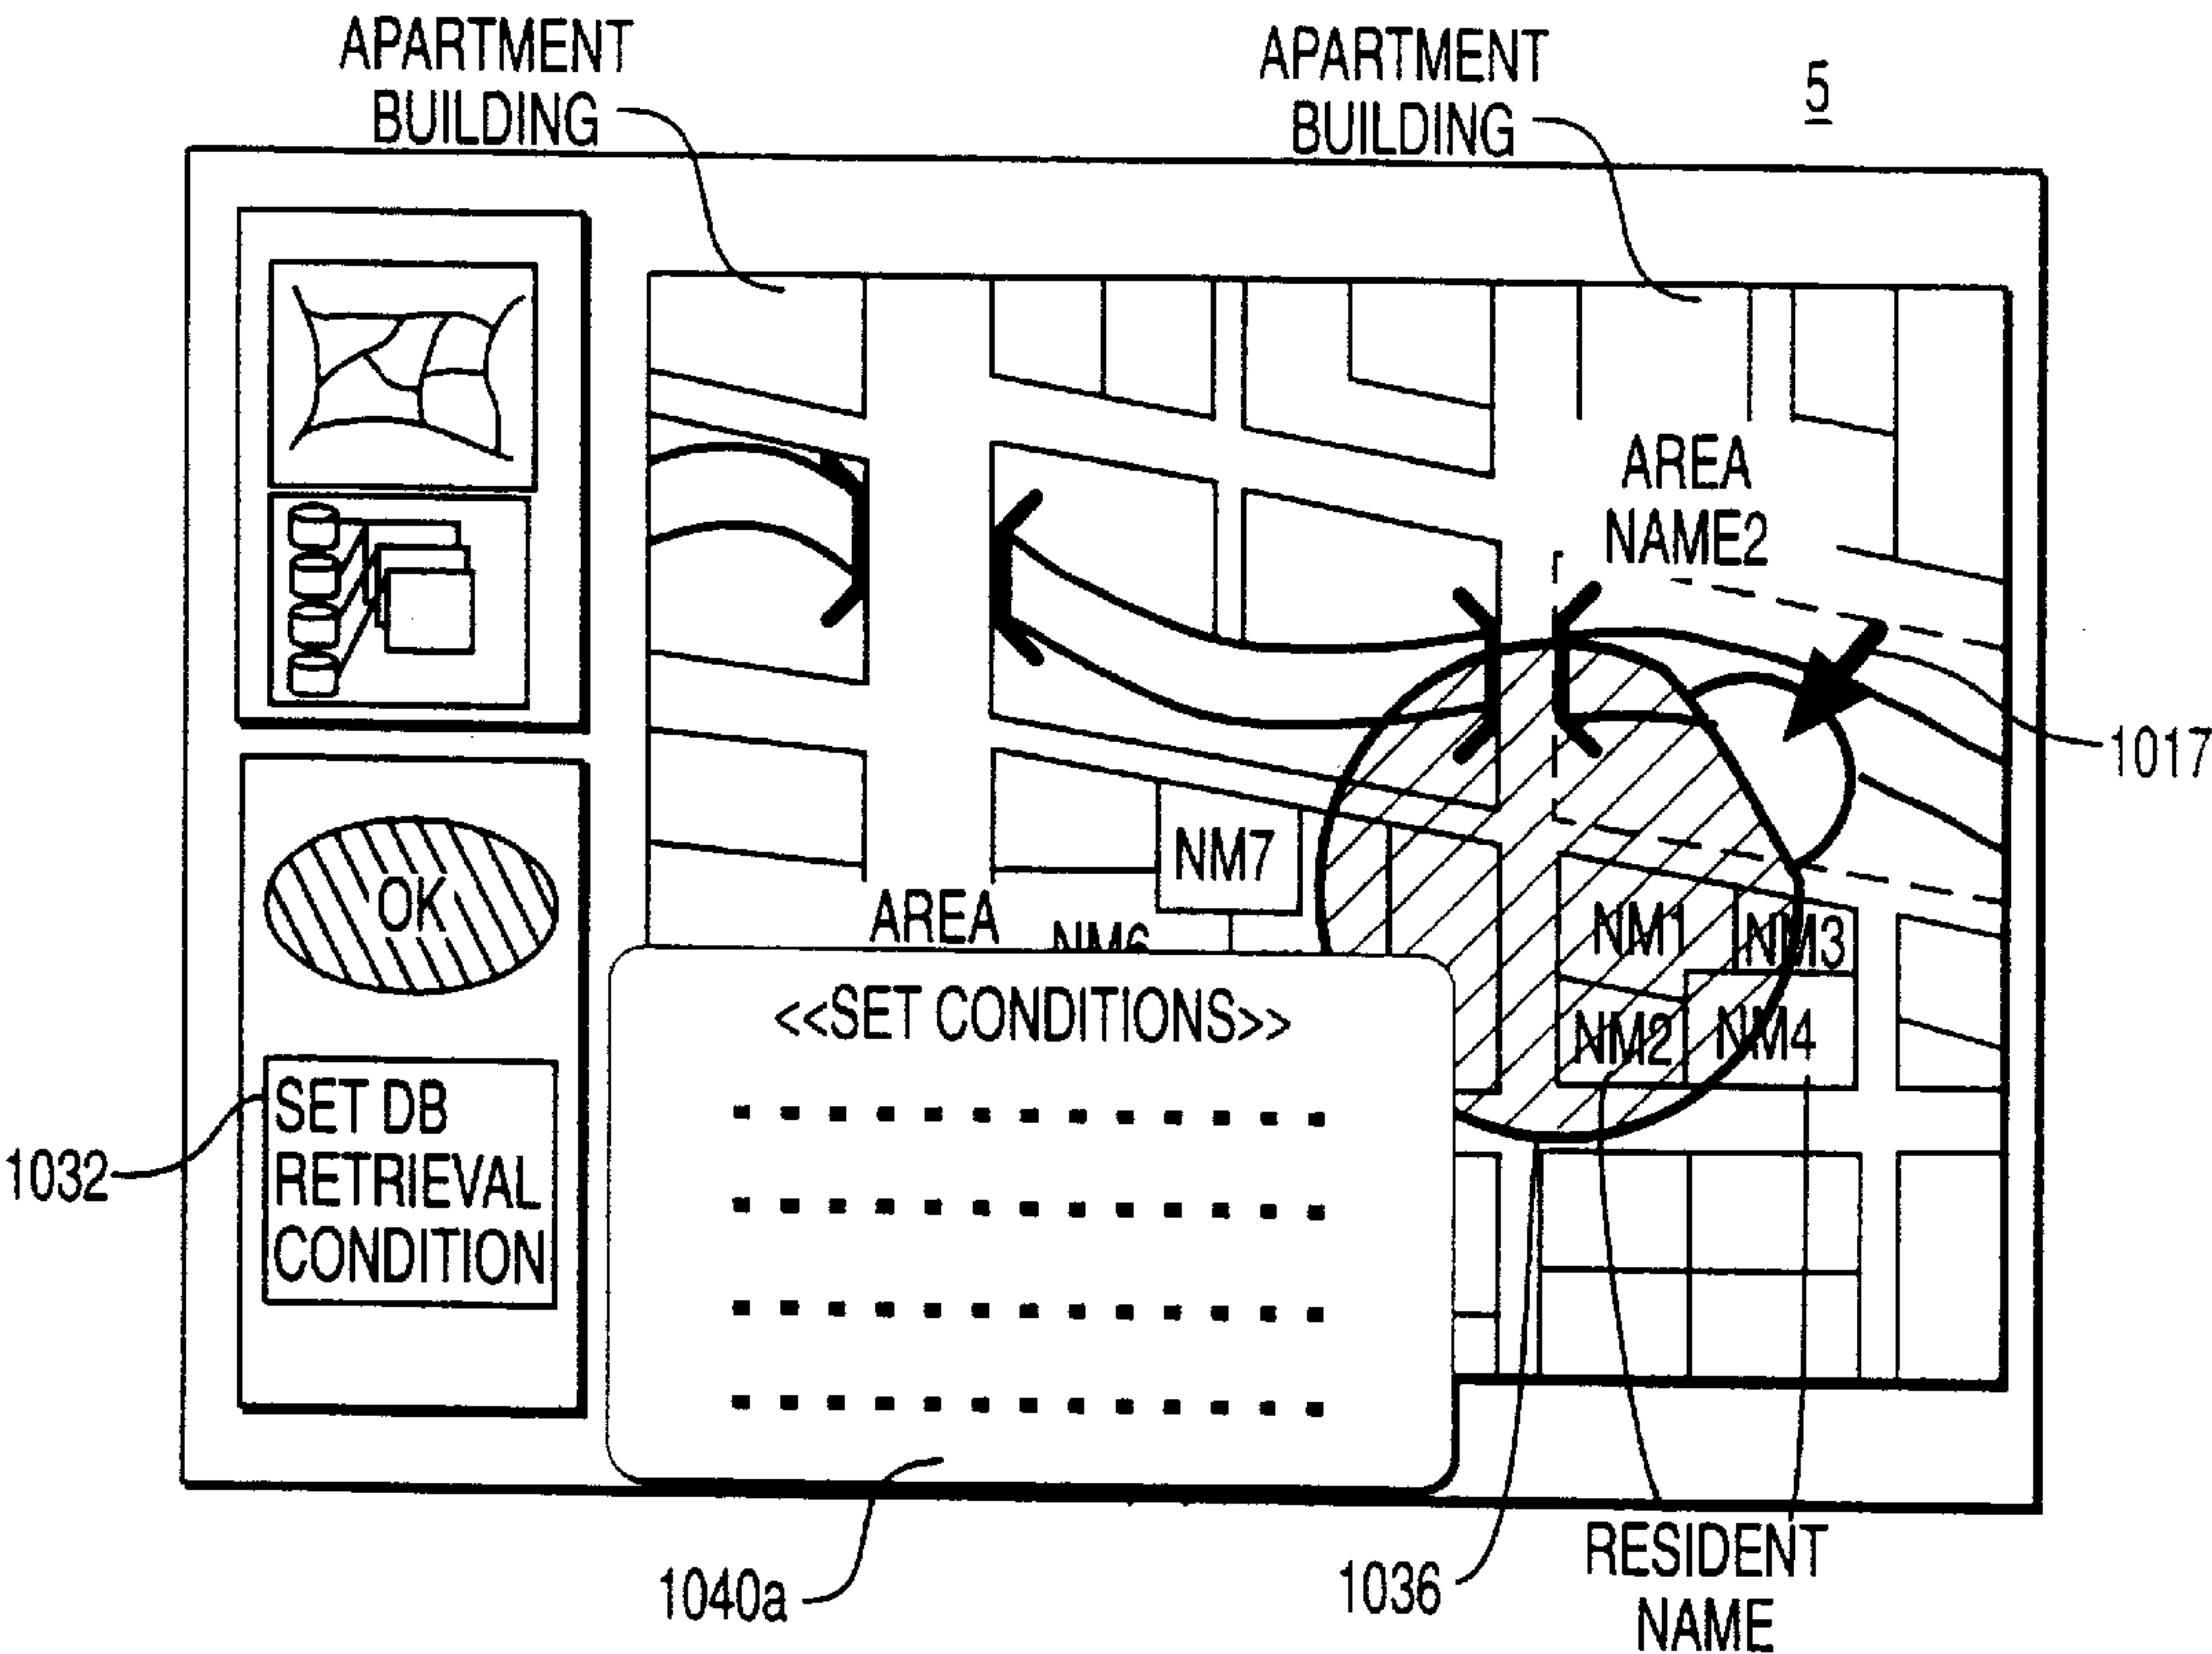 APARTMENT
BUILDING
APARTMENT
BUILDING
5
AREA
NAME2
1017
NM7
OK
AREA
NM6
NM1
NM3
<<SET CONDITIONS>>
NM2
NM4
SET DB
RETRIEVAL
CONDITION
1032
1040a
1036
RESIDENT
NAME